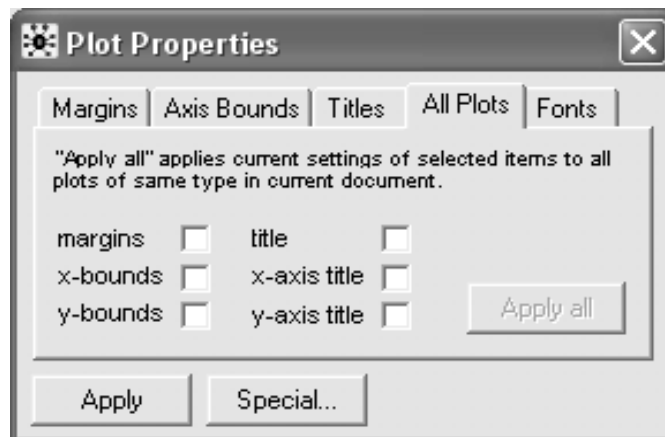 Plot Properties
Margins Axis Bounds Titles All Plots Fonts
"Apply all" applies current settings of selected items to all
plots of same type in current document.
margins title
x-bounds x-axis title
y-bounds y-axis title
Apply all
Apply Special...